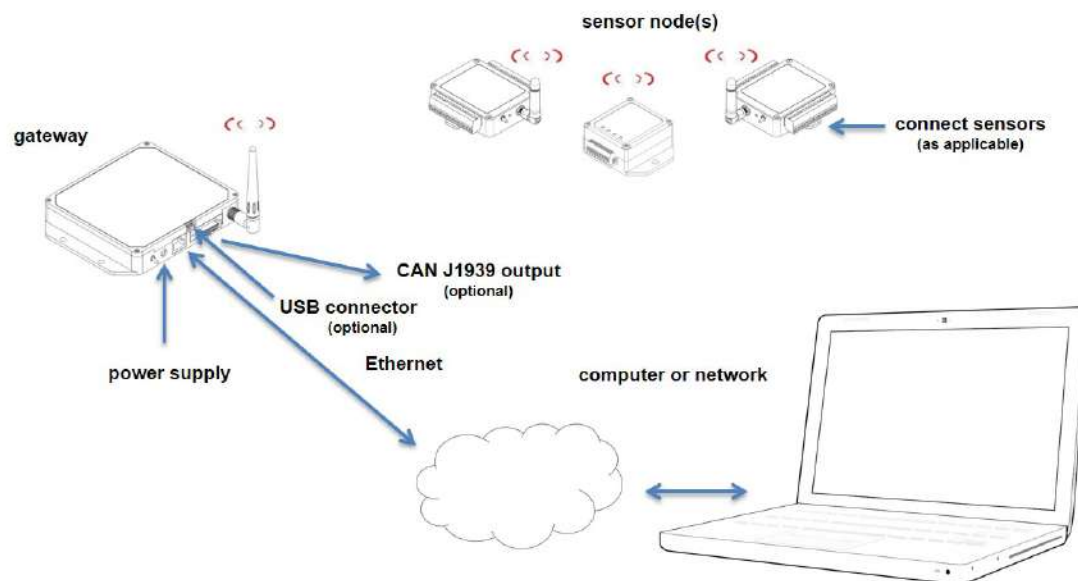 sensor node(s)
gateway
connect sensors
(as applicable)
CAN J1939 output
(optional)
USB connector
(optional)
Ethernet
power supply
computer or network